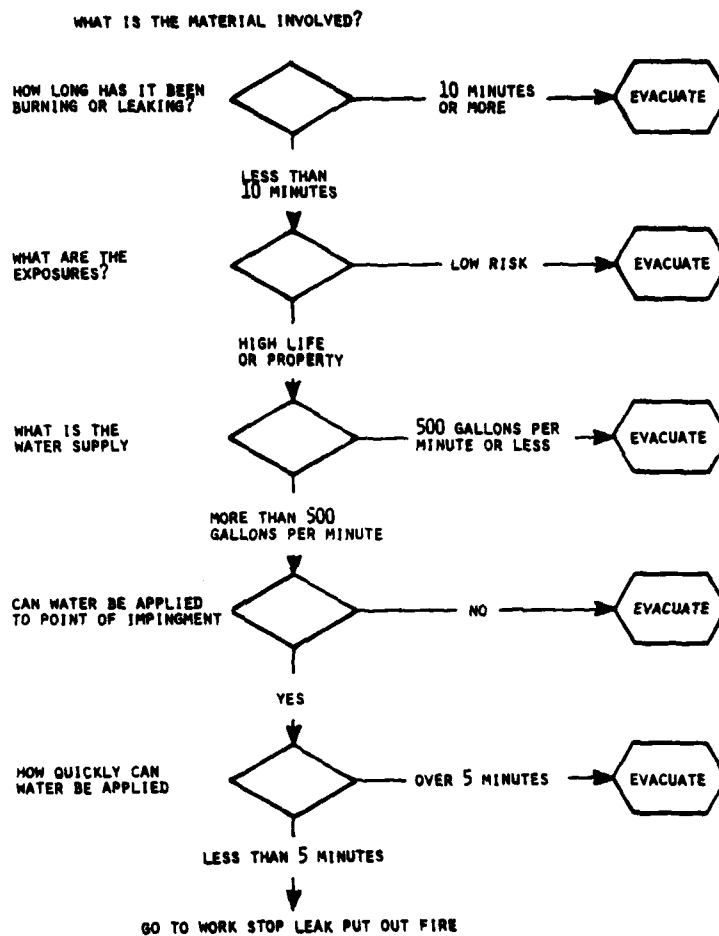 WHAT IS THE MATERIAL INVOLVED?
HOW LONG HAS IT BEEN
BURNING OR LEAKING?
10 MINUTES
OR MORE
EVACUATE
LESS THAN
10 MINUTES
WHAT ARE THE
EXPOSURES?
LOW RISK
EVACUATE
HIGH LIFE
OR PROPERTY
WHAT IS THE
WATER SUPPLY
500 GALLONS PER
MINUTE OR LESS
EVACUATE
MORE THAN 500
GALLONS PER MINUTE
CAN WATER BE APPLIED
TO POINT OF IMPINGMENT
NO
EVACUATE
YES
HOW QUICKLY CAN
WATER BE APPLIED
OVER 5 MINUTES
EVACUATE
LESS THAN 5 MINUTES
GO TO WORK STOP LEAK PUT OUT FIRE